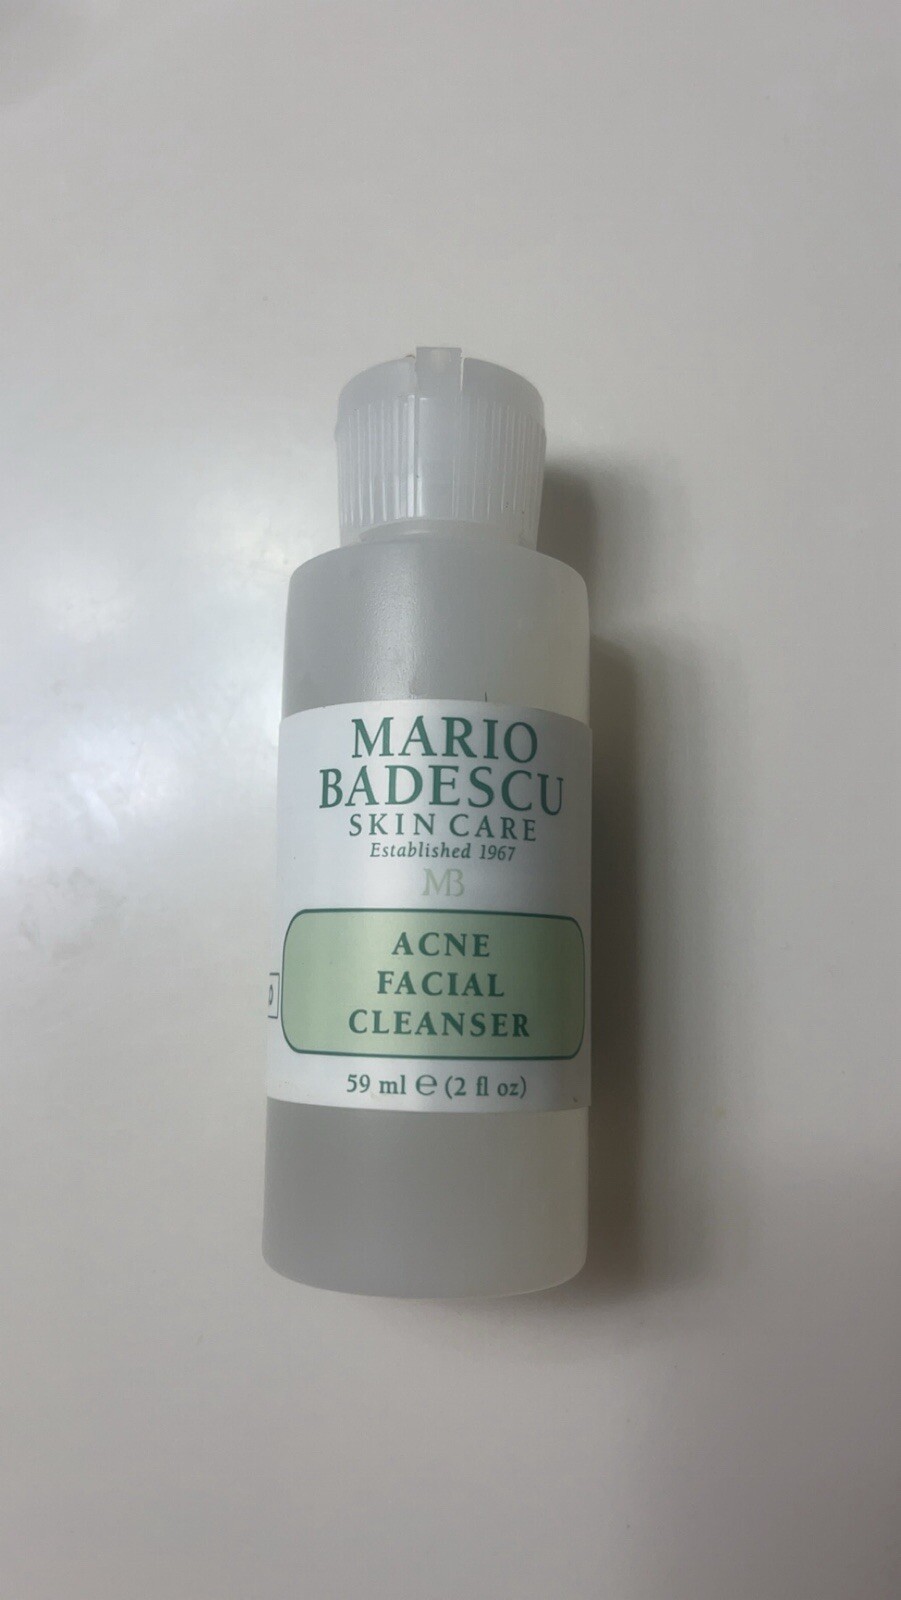 MARIO
BADESCU
SKIN CARE
Established 1967
MB
ACNE
FACIAL
CLEANSER
59 ml ℮ (2 fl oz)